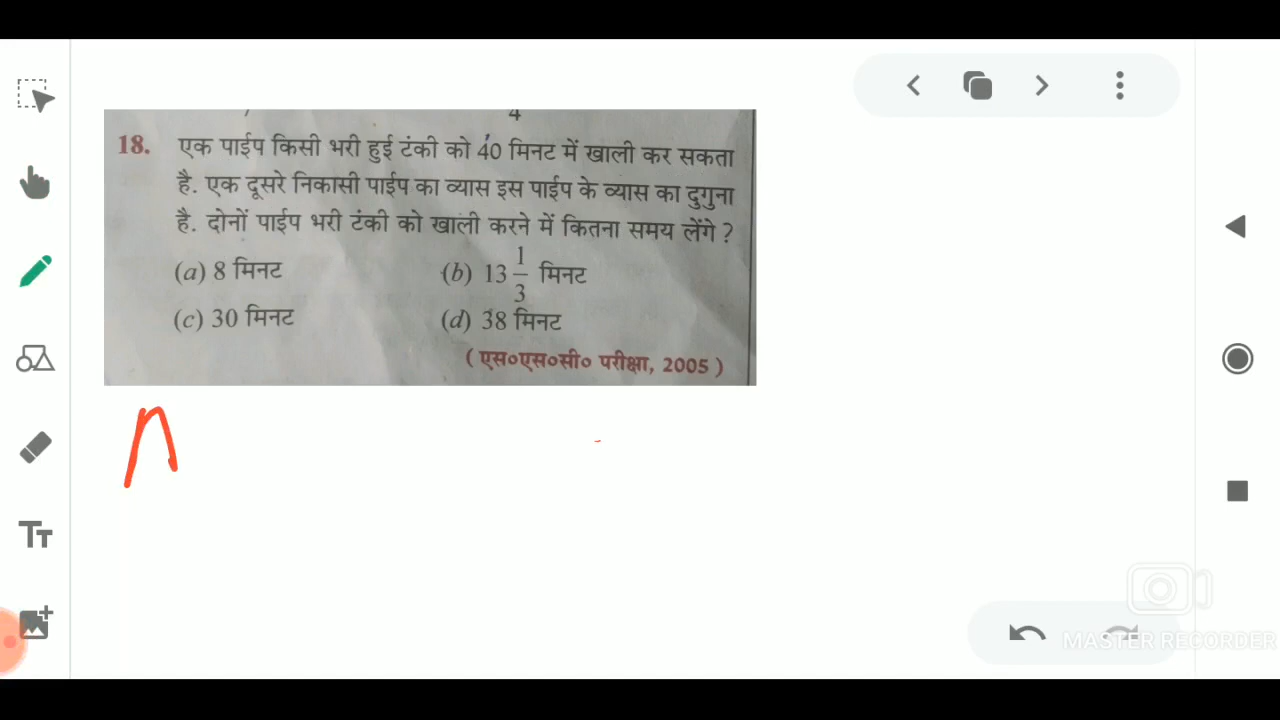 4
18. एक पाईप किसी भरी हुई टंकी को 40 मिनट में खाली कर सकता
है. एक दूसरे निकासी पाईप का व्यास इस पाईप के व्यास का दुगुना
है. दोनों पाईप भरी टंकी को खाली करने में कितना समय लेंगे ?
(a) 8 मिनट (b) 13 1/3 मिनट
(c) 30 मिनट (d) 38 मिनट
( एस०एस०सी० परीक्षा, 2005 )
TT
MASTER RECORDER